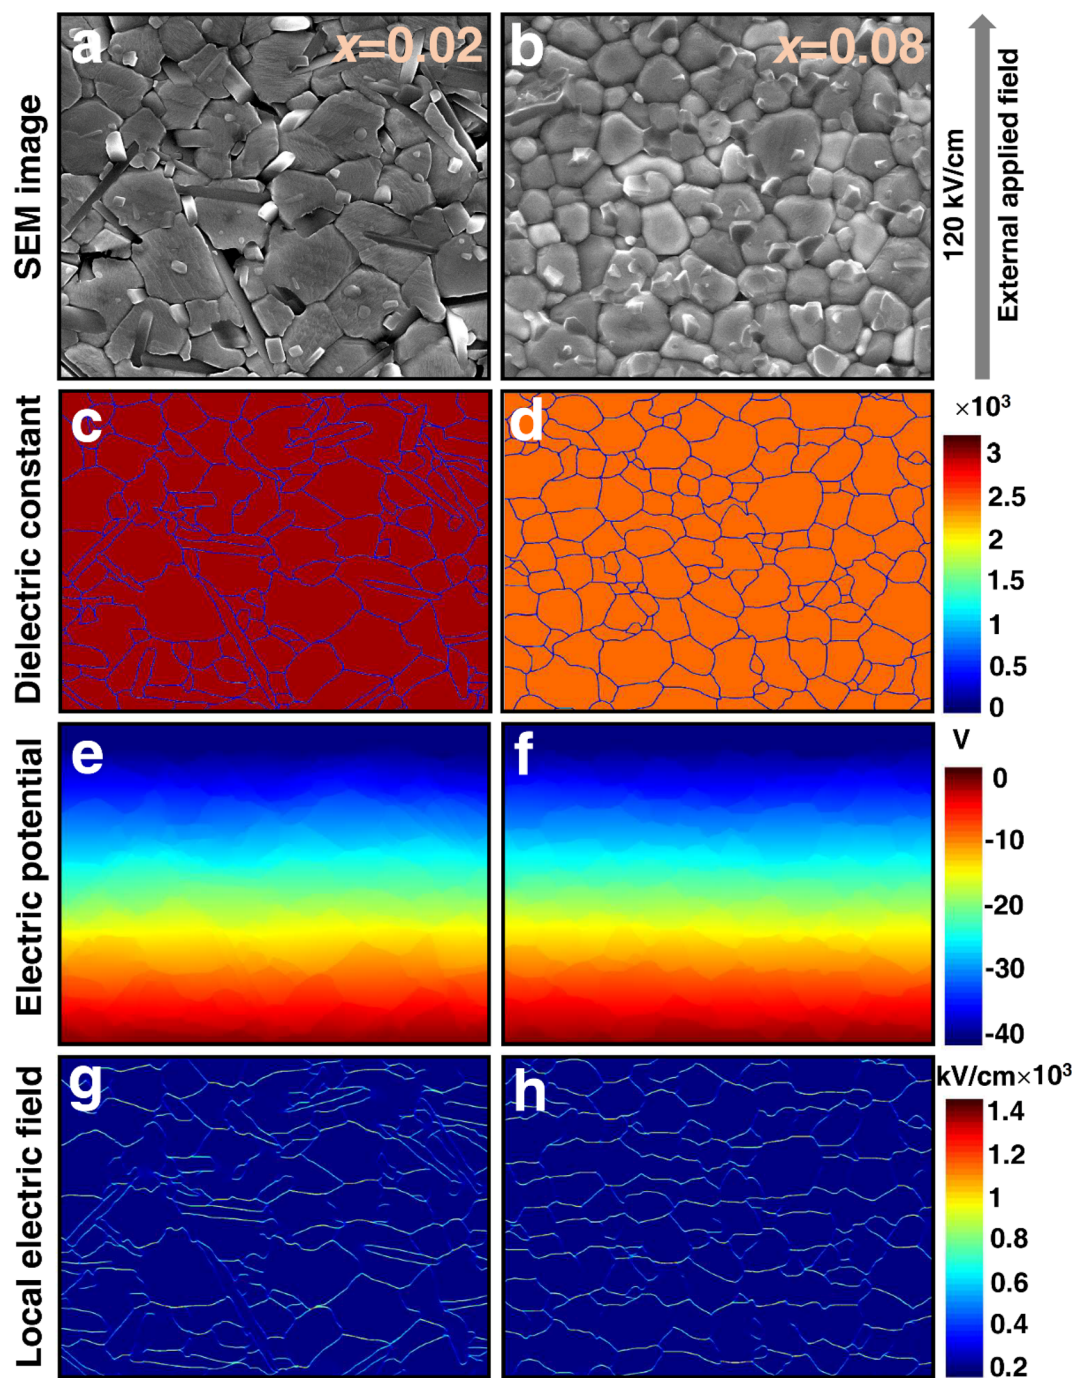 SEM image
a
x=0.02
b
x=0.08
120 kV/cm
External applied field
Dielectric constant
c
d
×10³
3
2.5
2
1.5
1
0.5
0
Electric potential
e
f
V
0
-10
-20
-30
-40
Local electric field
g
h
kV/cm×10³
1.4
1.2
1
0.8
0.6
0.4
0.2